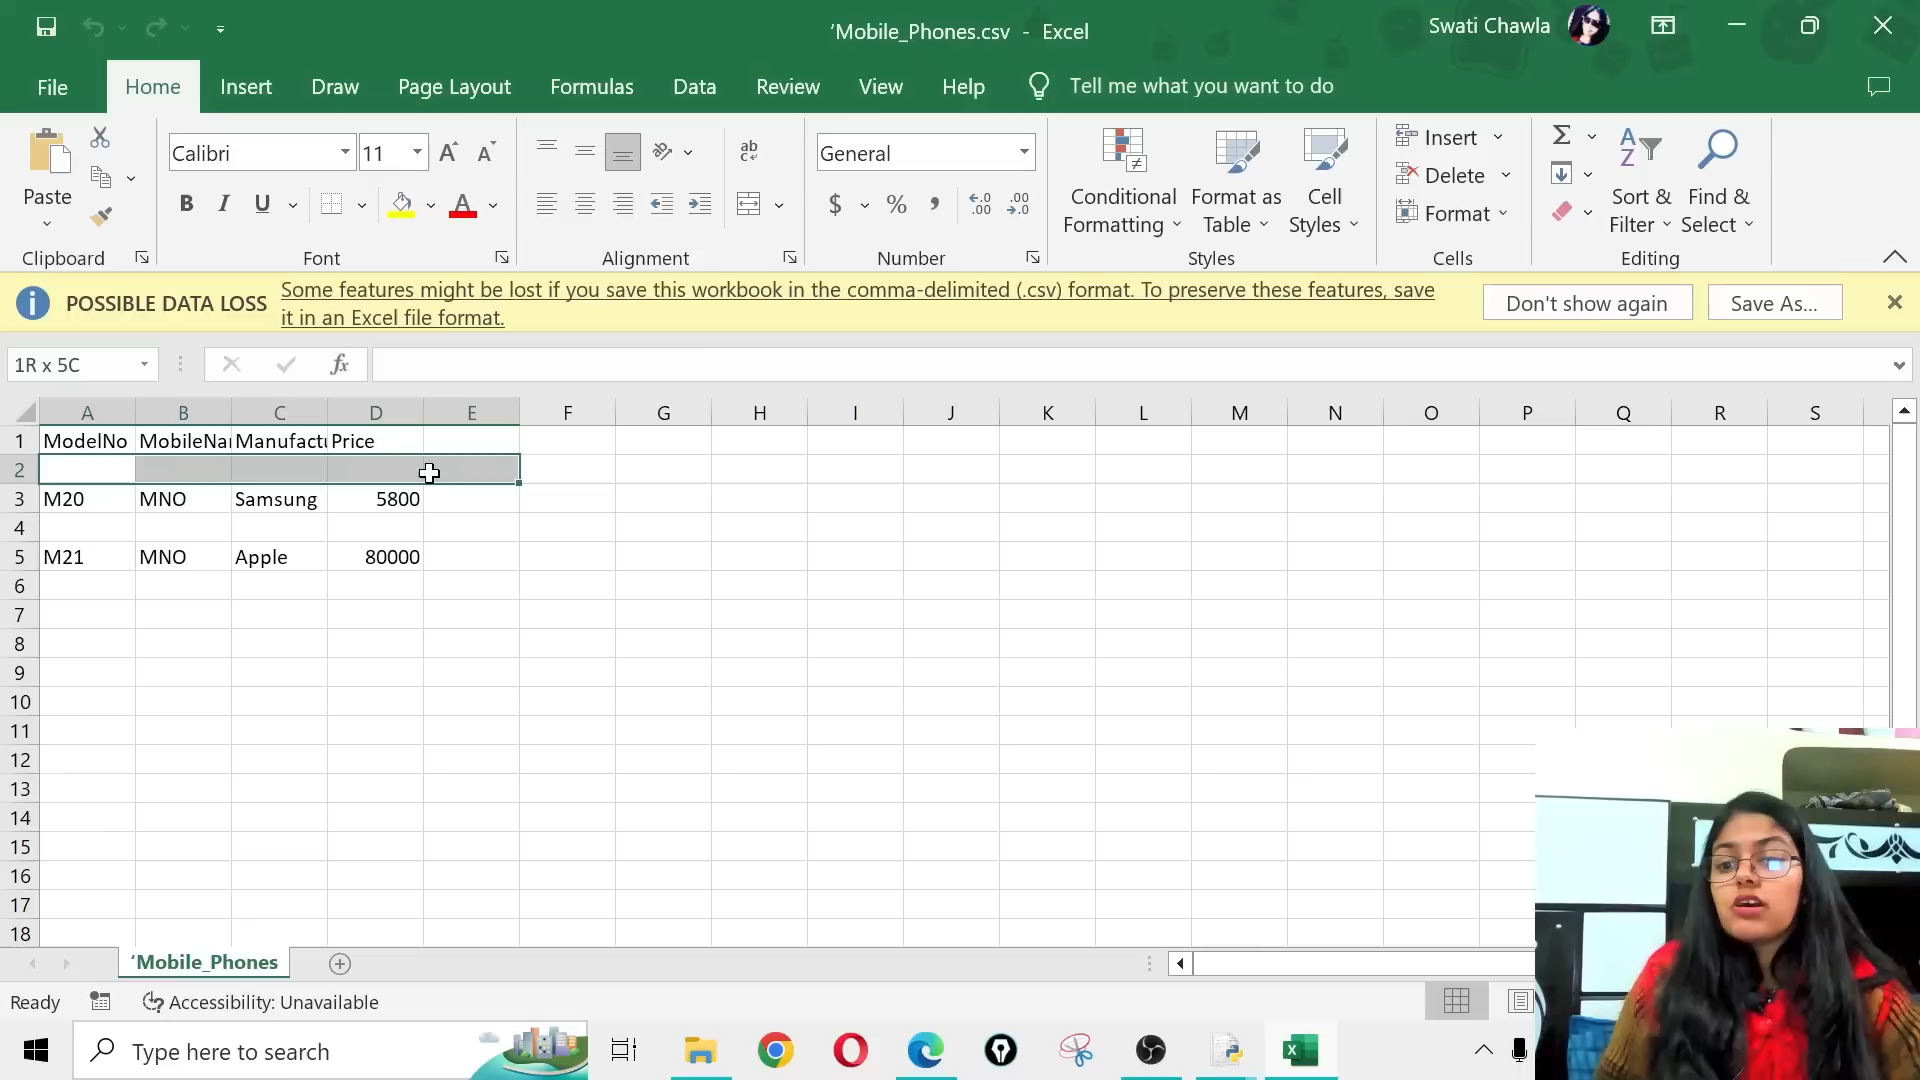 ‘Mobile_Phones.csv - Excel
Swati Chawla
File
Home
Insert
Draw
Page Layout
Formulas
Data
Review
View
Help
Tell me what you want to do
Paste
Clipboard
Calibri
11
A
A
B
I
U
A
Font
ab
Alignment
General
$
%
Number
Conditional
Formatting
Format as
Table
Cell
Styles
Styles
Insert
Delete
Format
Cells
Sort &
Filter
Find &
Select
Editing
POSSIBLE DATA LOSS
Some features might be lost if you save this workbook in the comma-delimited (.csv) format. To preserve these features, save
it in an Excel file format.
Don't show again
Save As...
1R x 5C
fx
A B C D E F G H I J K L M N O P Q R S
1 ModelNo MobileNa Manufactu Price
2
3 M20 MNO Samsung 5800
4
5 M21 MNO Apple 80000
6
7
8
9
10
11
12
13
14
15
16
17
18
‘Mobile_Phones
Ready
Accessibility: Unavailable
Type here to search